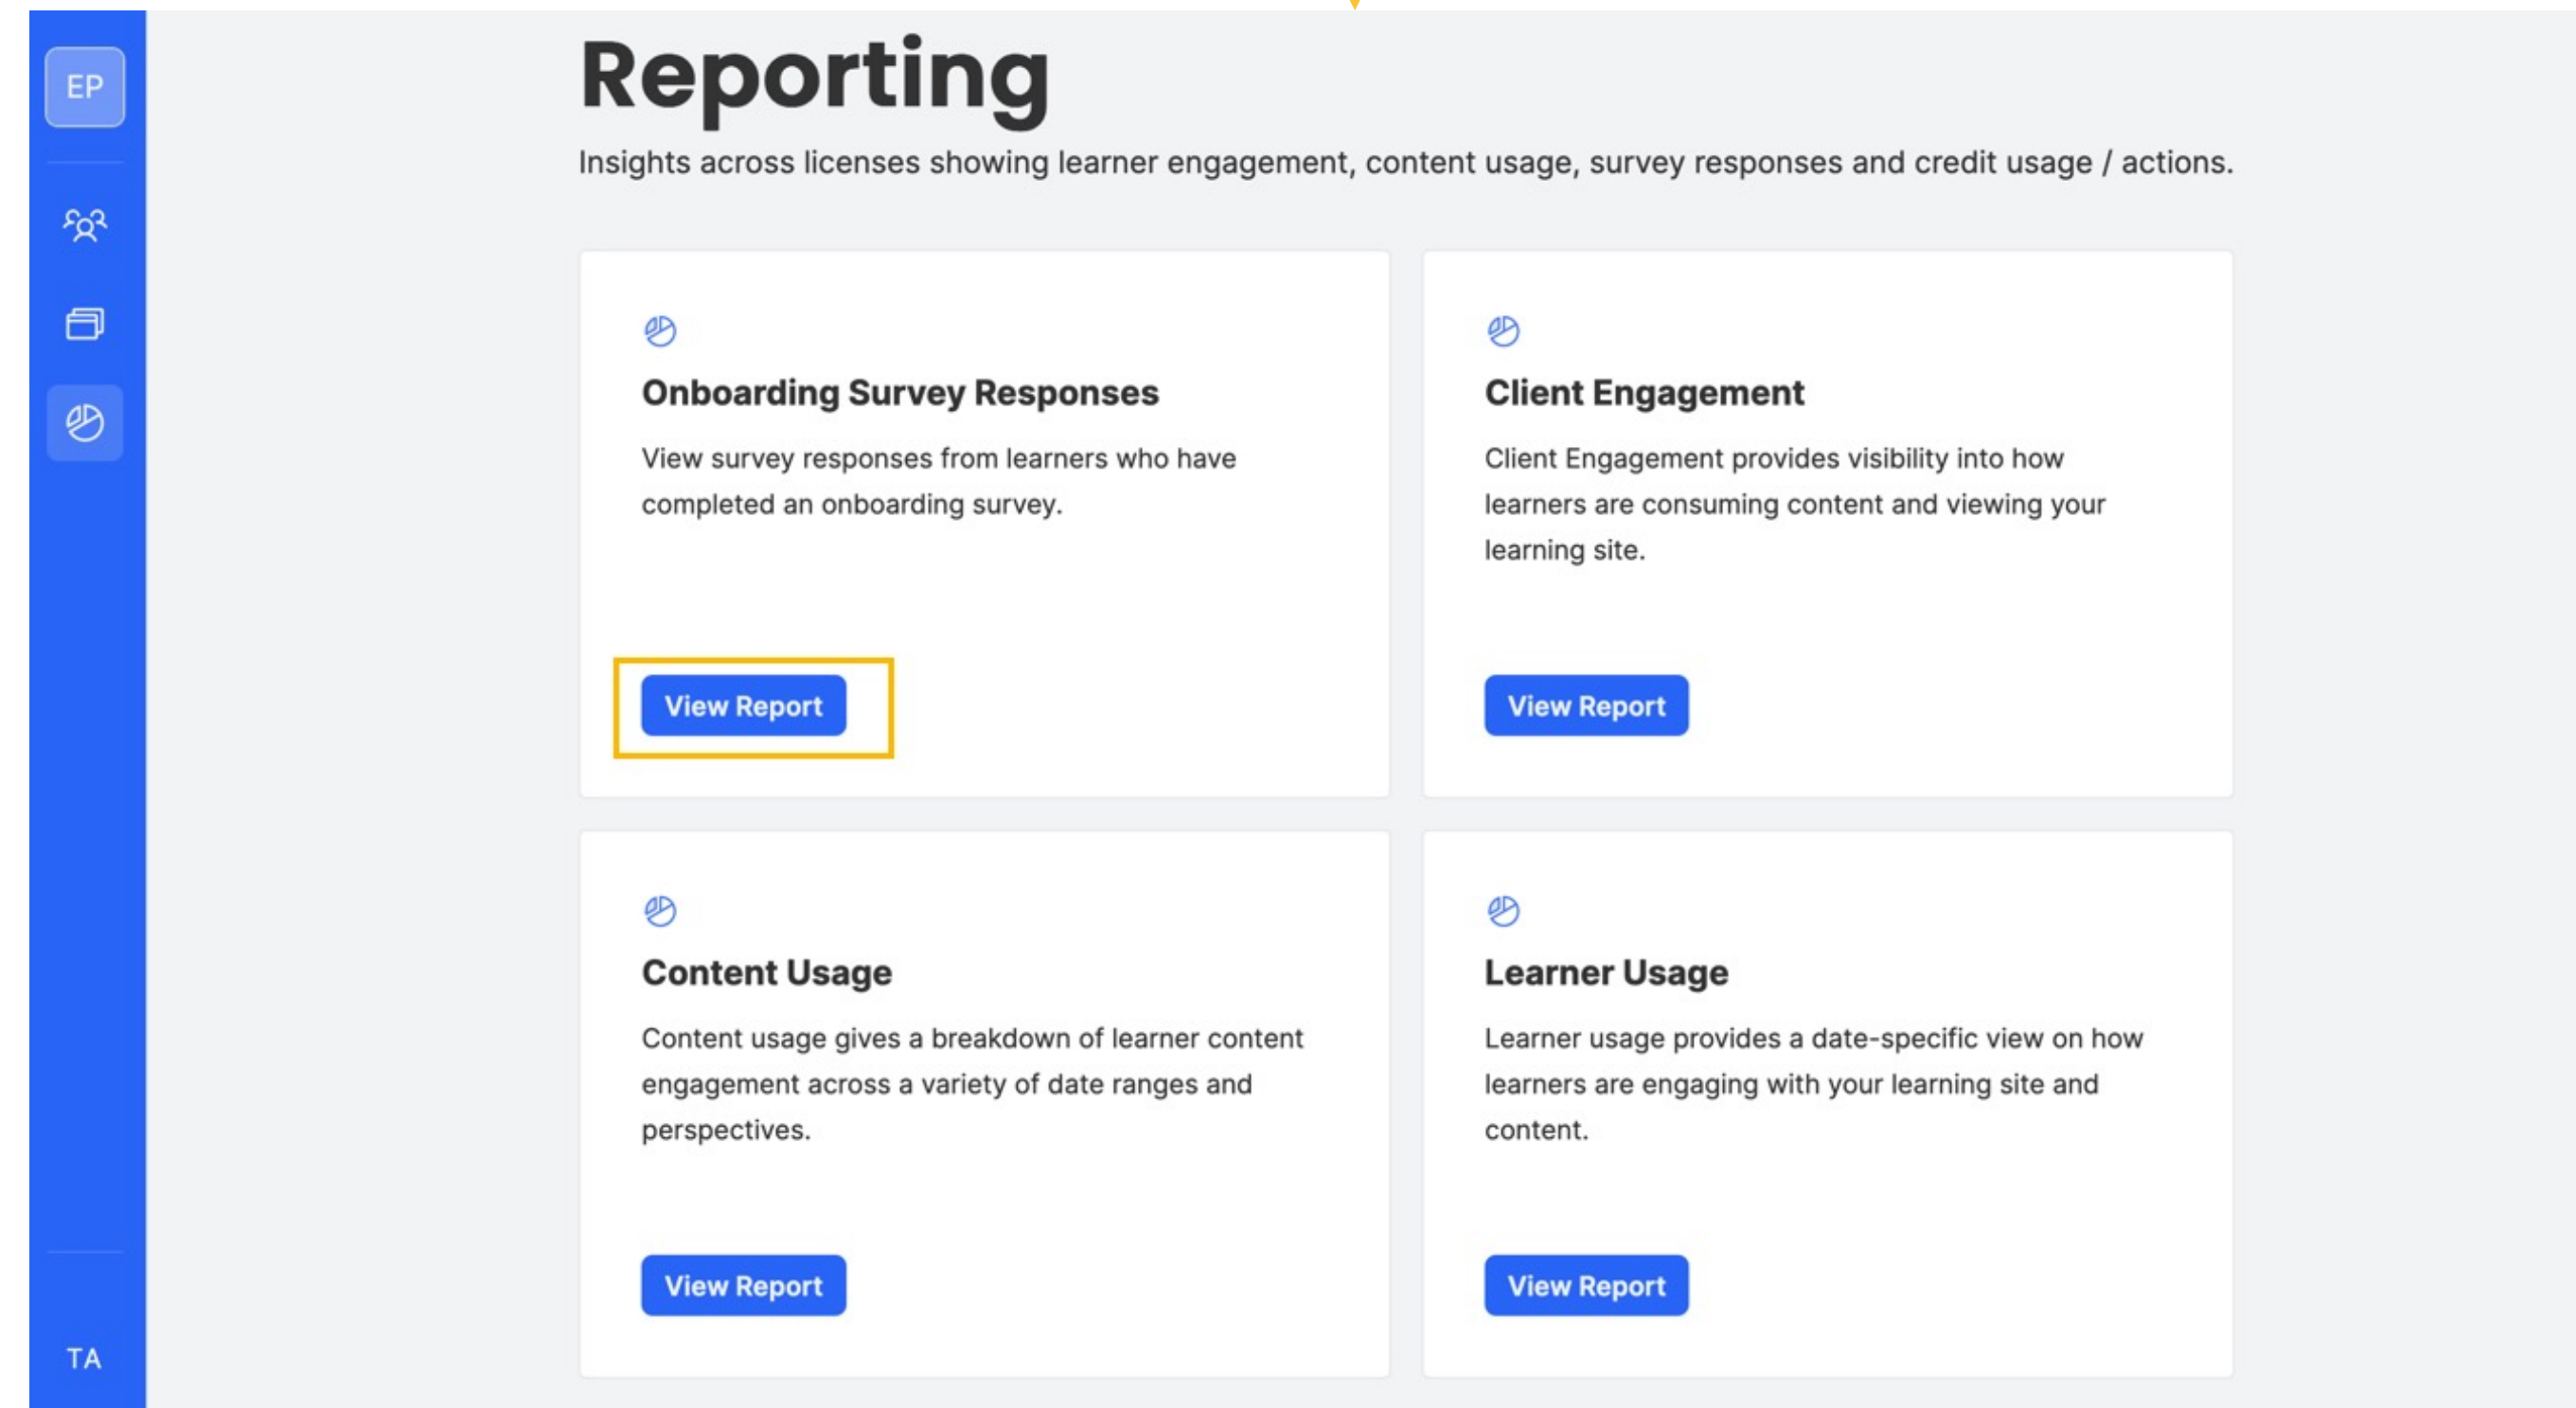 EP
TA
Reporting
Insights across licenses showing learner engagement, content usage, survey responses and credit usage / actions.
Onboarding Survey Responses
View survey responses from learners who have
completed an onboarding survey.
View Report
Client Engagement
Client Engagement provides visibility into how
learners are consuming content and viewing your
learning site.
View Report
Content Usage
Content usage gives a breakdown of learner content
engagement across a variety of date ranges and
perspectives.
View Report
Learner Usage
Learner usage provides a date-specific view on how
learners are engaging with your learning site and
content.
View Report